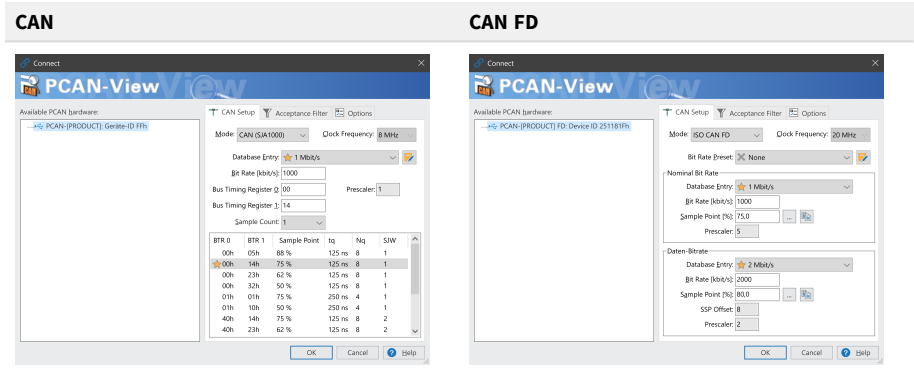 CAN
CAN FD
Connect
PCAN-View
Available PCAN hardware:
PCAN-[PRODUCT]: Geräte-ID FFh
CAN Setup Acceptance Filter Options
Mode: CAN (SJA1000) Clock Frequency: 8 MHz
Database Entry: 1 Mbit/s
Bit Rate [kbit/s]: 1000
Bus Timing Register 0: 00 Prescaler: 1
Bus Timing Register 1: 14
Sample Count: 1
BTR 0 BTR 1 Sample Point tq Nq SJW
00h 05h 88 % 125 ns 8 1
00h 14h 75 % 125 ns 8 1
00h 23h 62 % 125 ns 8 1
00h 32h 50 % 125 ns 8 1
01h 01h 75 % 250 ns 4 1
01h 10h 50 % 250 ns 4 1
40h 14h 75 % 125 ns 8 2
40h 23h 62 % 125 ns 8 2
OK Cancel Help
Connect
PCAN-View
Available PCAN hardware:
PCAN-[PRODUCT] FD: Device ID 251181Fh
CAN Setup Acceptance Filter Options
Mode: ISO CAN FD Clock Frequency: 20 MHz
Bit Rate Preset: None
Nominal Bit Rate
Database Entry: 1 Mbit/s
Bit Rate [kbit/s]: 1000
Sample Point [%]: 75,0 ...
Prescaler: 5
Daten-Bitrate
Database Entry: 2 Mbit/s
Bit Rate [kbit/s]: 2000
Sample Point [%]: 80,0 ...
SSP Offset: 8
Prescaler: 2
OK Cancel Help